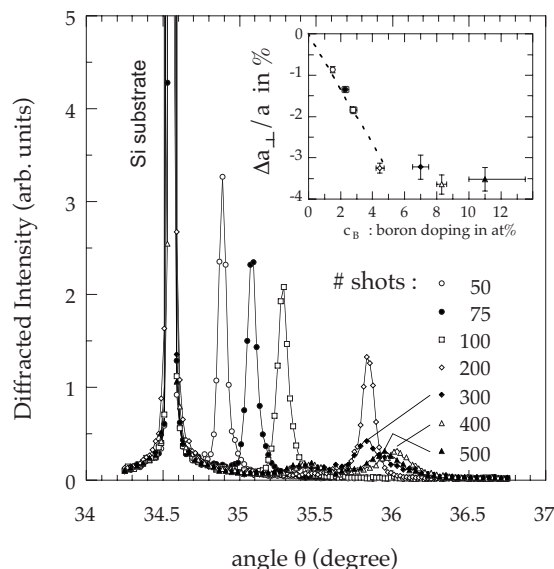 Diffracted Intensity (arb. units)
5
4
3
2
1
0
Si substrate
Δa⊥/a in %
0
-1
-2
-3
-4
0 2 4 6 8 10 12
c_B : boron doping in at%
# shots :
50
75
100
200
300
400
500
34 34.5 35 35.5 36 36.5 37
angle θ (degree)